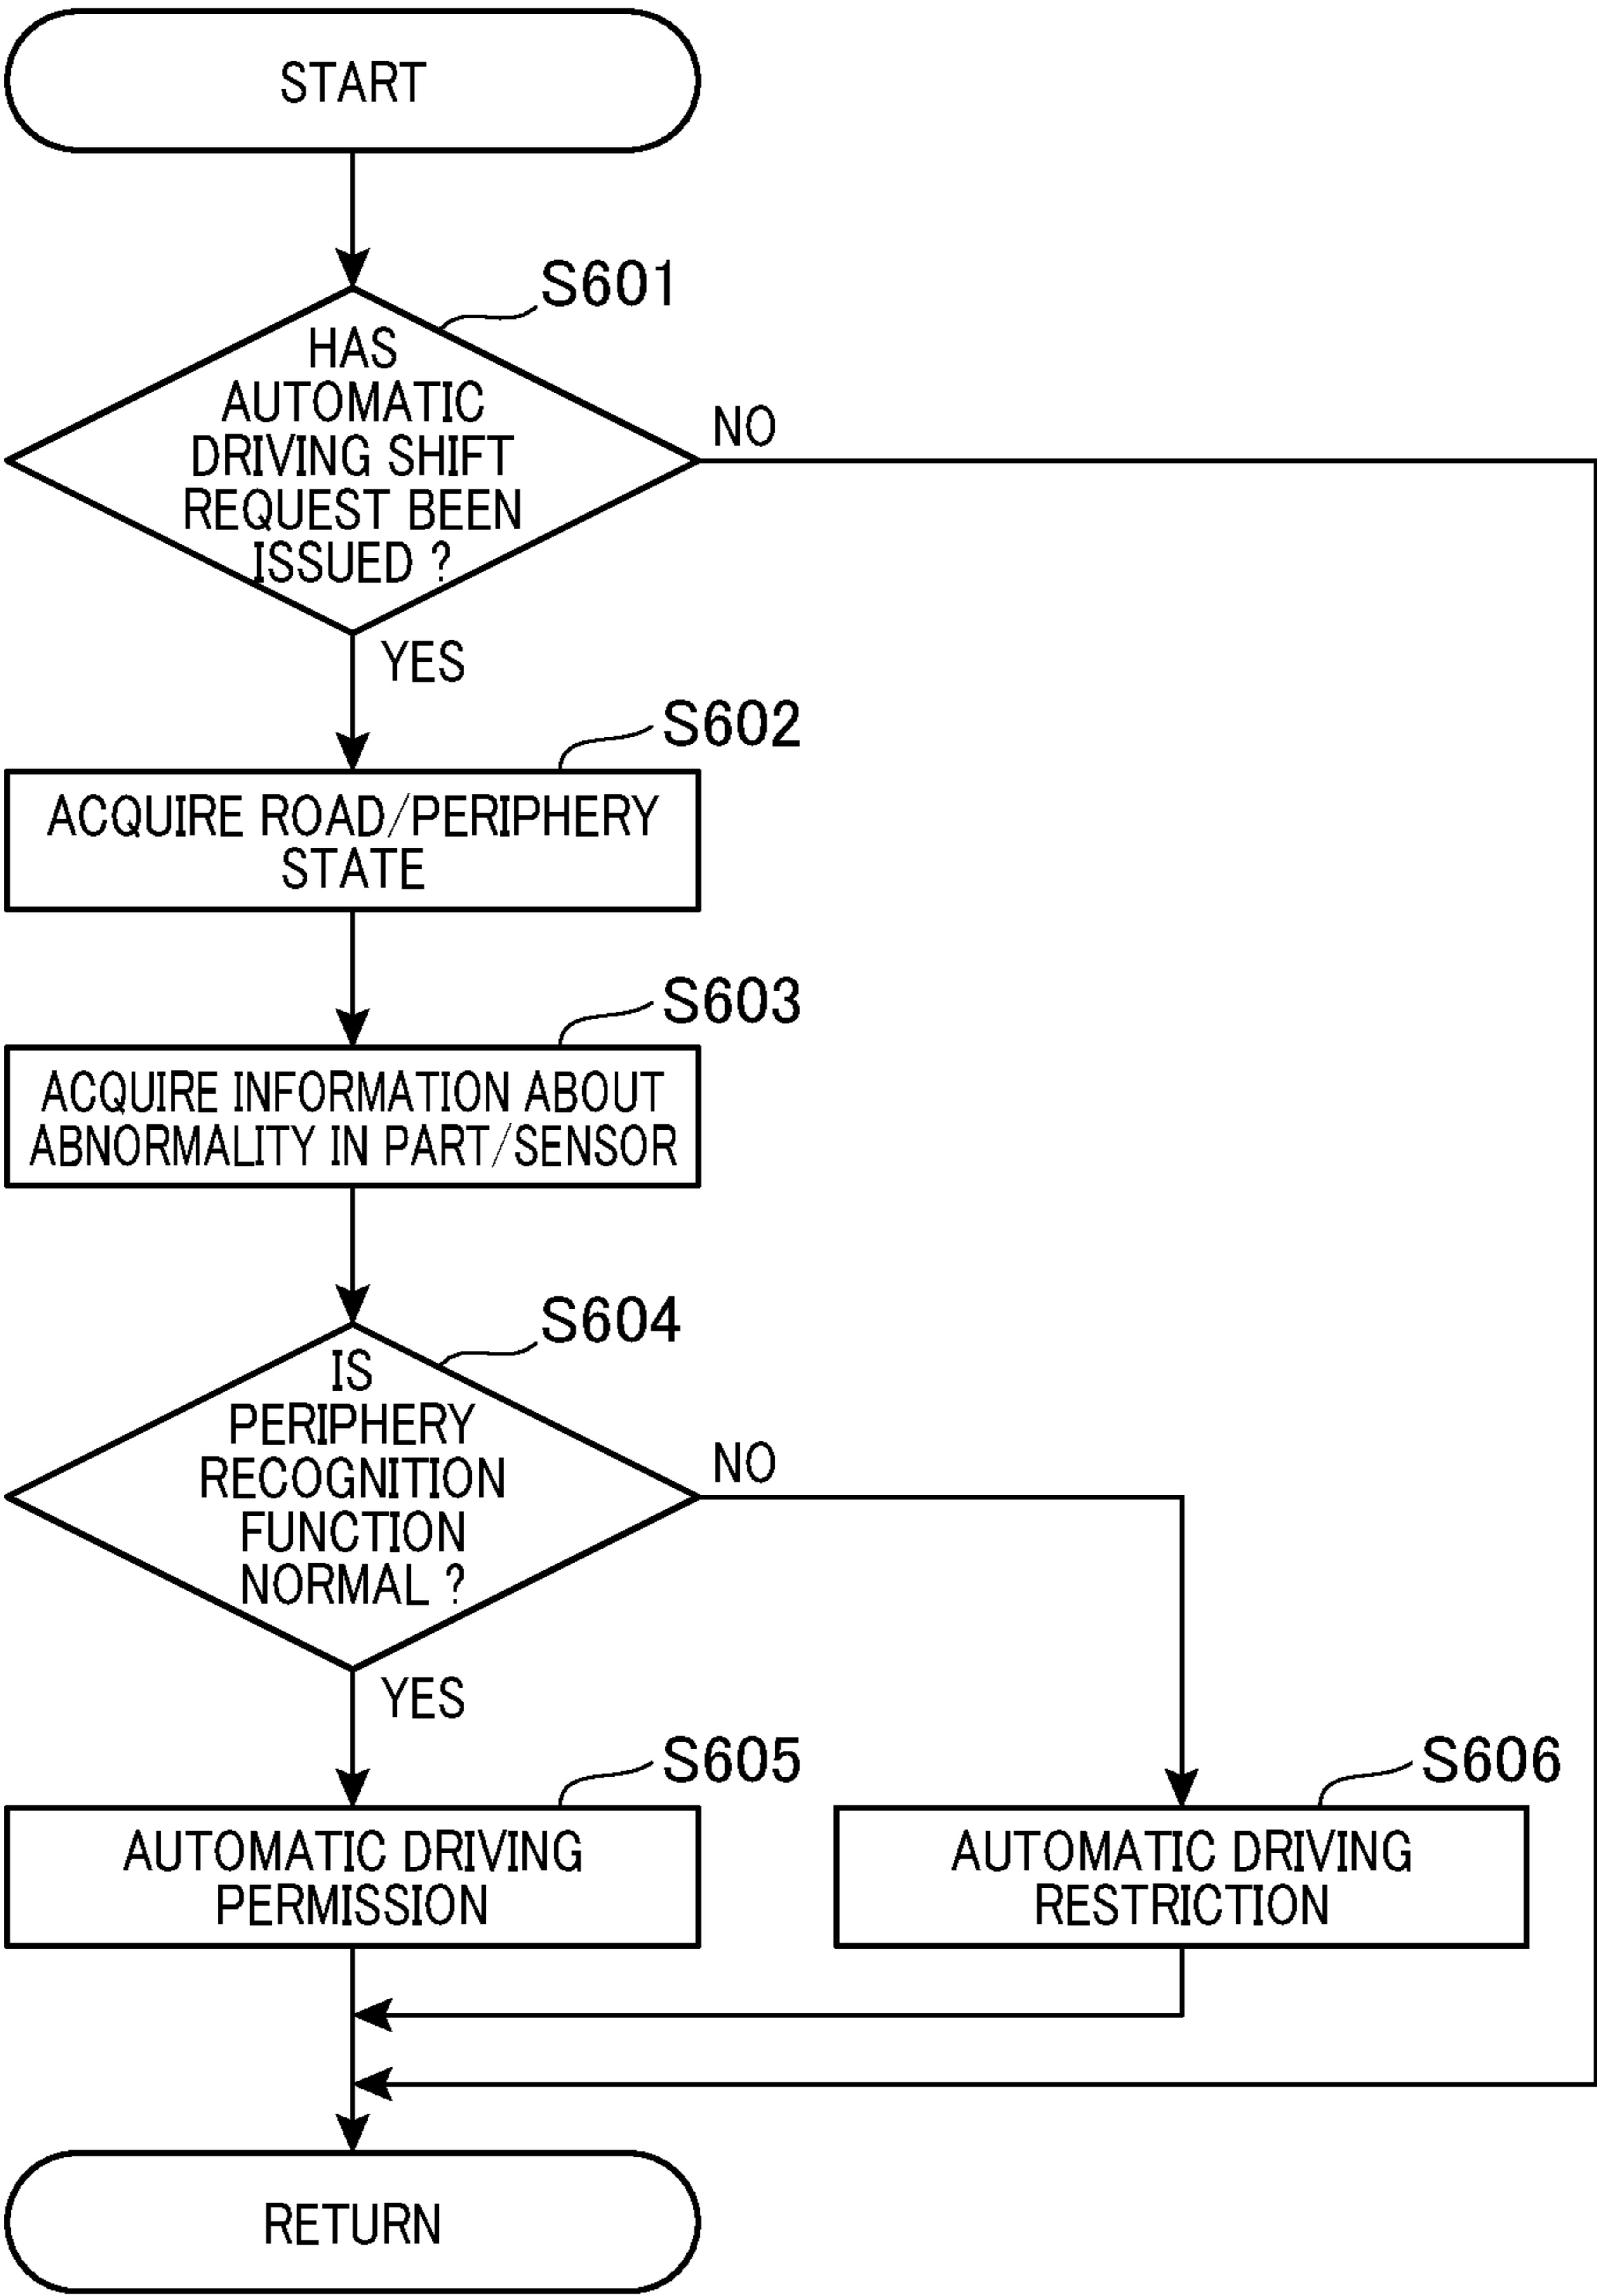 START
S601
HAS
AUTOMATIC
DRIVING SHIFT
REQUEST BEEN
ISSUED ?
NO
YES
S602
ACQUIRE ROAD/PERIPHERY
STATE
S603
ACQUIRE INFORMATION ABOUT
ABNORMALITY IN PART/SENSOR
S604
IS
PERIPHERY
RECOGNITION
FUNCTION
NORMAL ?
NO
YES
S605
AUTOMATIC DRIVING
PERMISSION
S606
AUTOMATIC DRIVING
RESTRICTION
RETURN